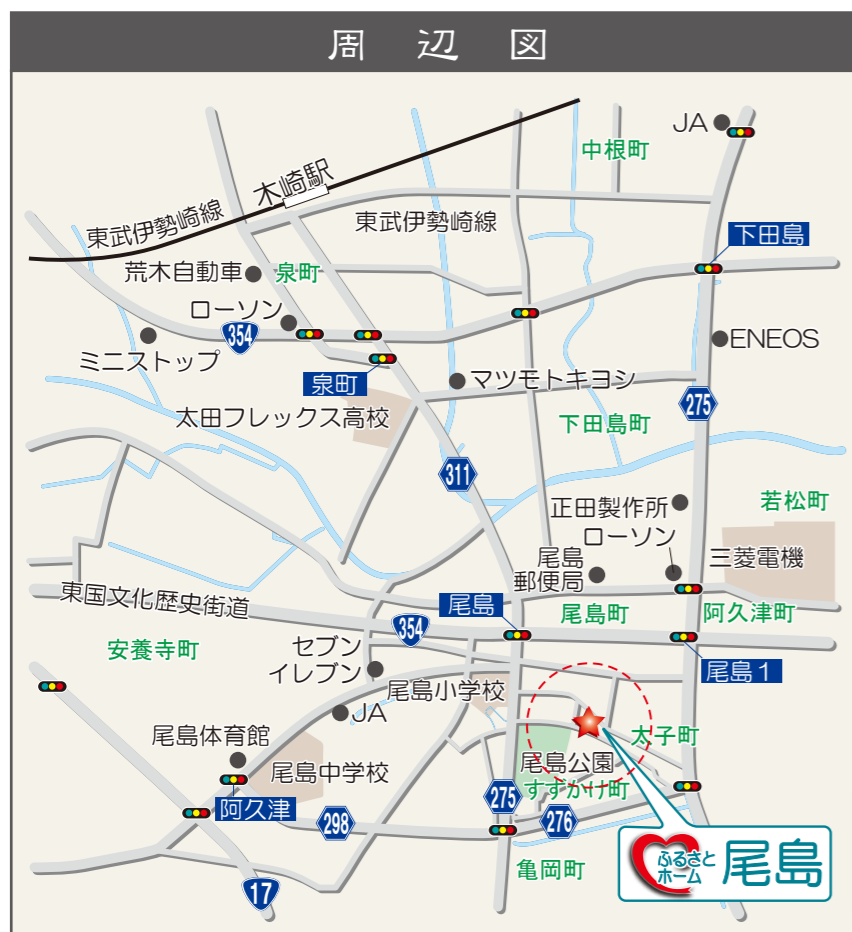 周辺図
JA
中根町
木崎駅
東武伊勢崎線
東武伊勢崎線
下田島
荒木自動車
泉町
ローソン
354
ミニストップ
ENEOS
泉町
マツモトキヨシ
275
太田フレックス高校
下田島町
311
若松町
正田製作所
ローソン
三菱電機
尾島
郵便局
東国文化歴史街道
尾島
尾島町
阿久津町
354
安養寺町
セブン
イレブン
尾島1
尾島小学校
JA
太子町
尾島体育館
尾島公園
尾島中学校
すずかけ町
阿久津
275
298
276
亀岡町
ふるさと
ホーム
尾島
17